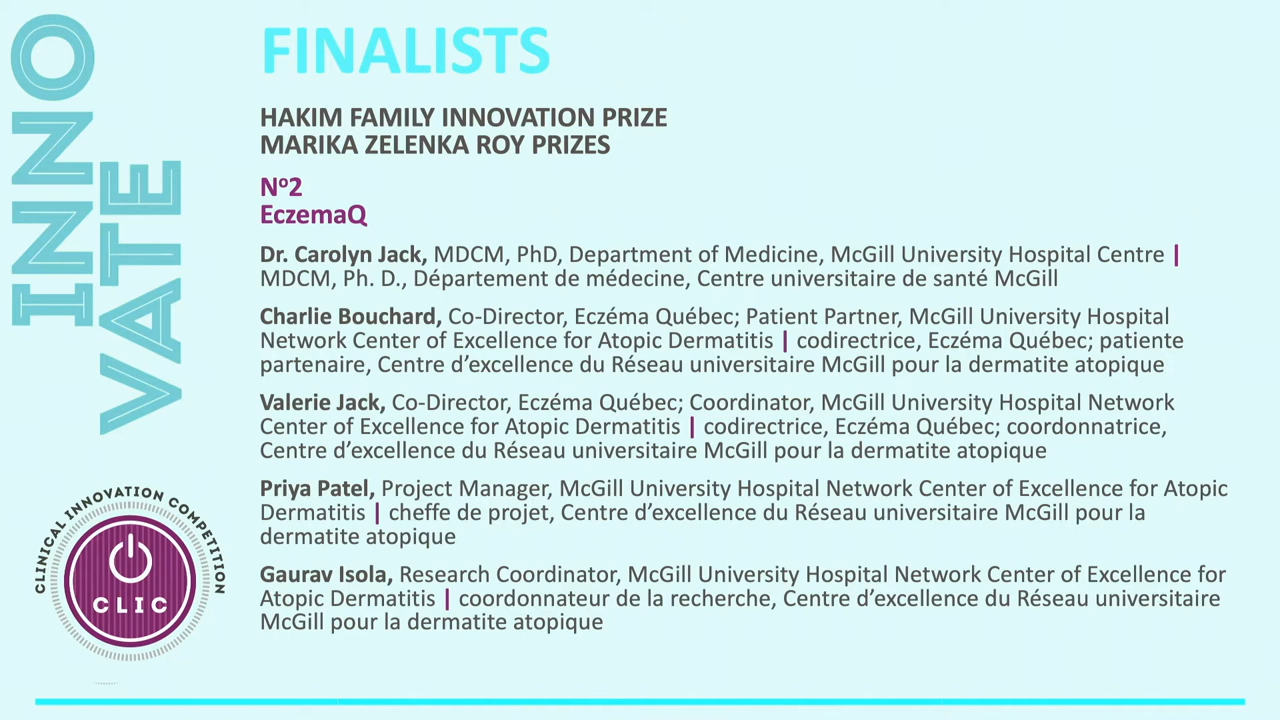 INNO
VATE
FINALISTS
HAKIM FAMILY INNOVATION PRIZE
MARIKA ZELENKA ROY PRIZES
Nº2
EczemaQ
Dr. Carolyn Jack, MDCM, PhD, Department of Medicine, McGill University Hospital Centre |
MDCM, Ph. D., Département de médecine, Centre universitaire de santé McGill
Charlie Bouchard, Co-Director, Eczéma Québec; Patient Partner, McGill University Hospital
Network Center of Excellence for Atopic Dermatitis | codirectrice, Eczéma Québec; patiente
partenaire, Centre d’excellence du Réseau universitaire McGill pour la dermatite atopique
Valerie Jack, Co-Director, Eczéma Québec; Coordinator, McGill University Hospital Network
Center of Excellence for Atopic Dermatitis | codirectrice, Eczéma Québec; coordonnatrice,
Centre d’excellence du Réseau universitaire McGill pour la dermatite atopique
Priya Patel, Project Manager, McGill University Hospital Network Center of Excellence for Atopic
Dermatitis | cheffe de projet, Centre d’excellence du Réseau universitaire McGill pour la
dermatite atopique
Gaurav Isola, Research Coordinator, McGill University Hospital Network Center of Excellence for
Atopic Dermatitis | coordonnateur de la recherche, Centre d’excellence du Réseau universitaire
McGill pour la dermatite atopique
CLINICAL INNOVATION COMPETITION
CLIC